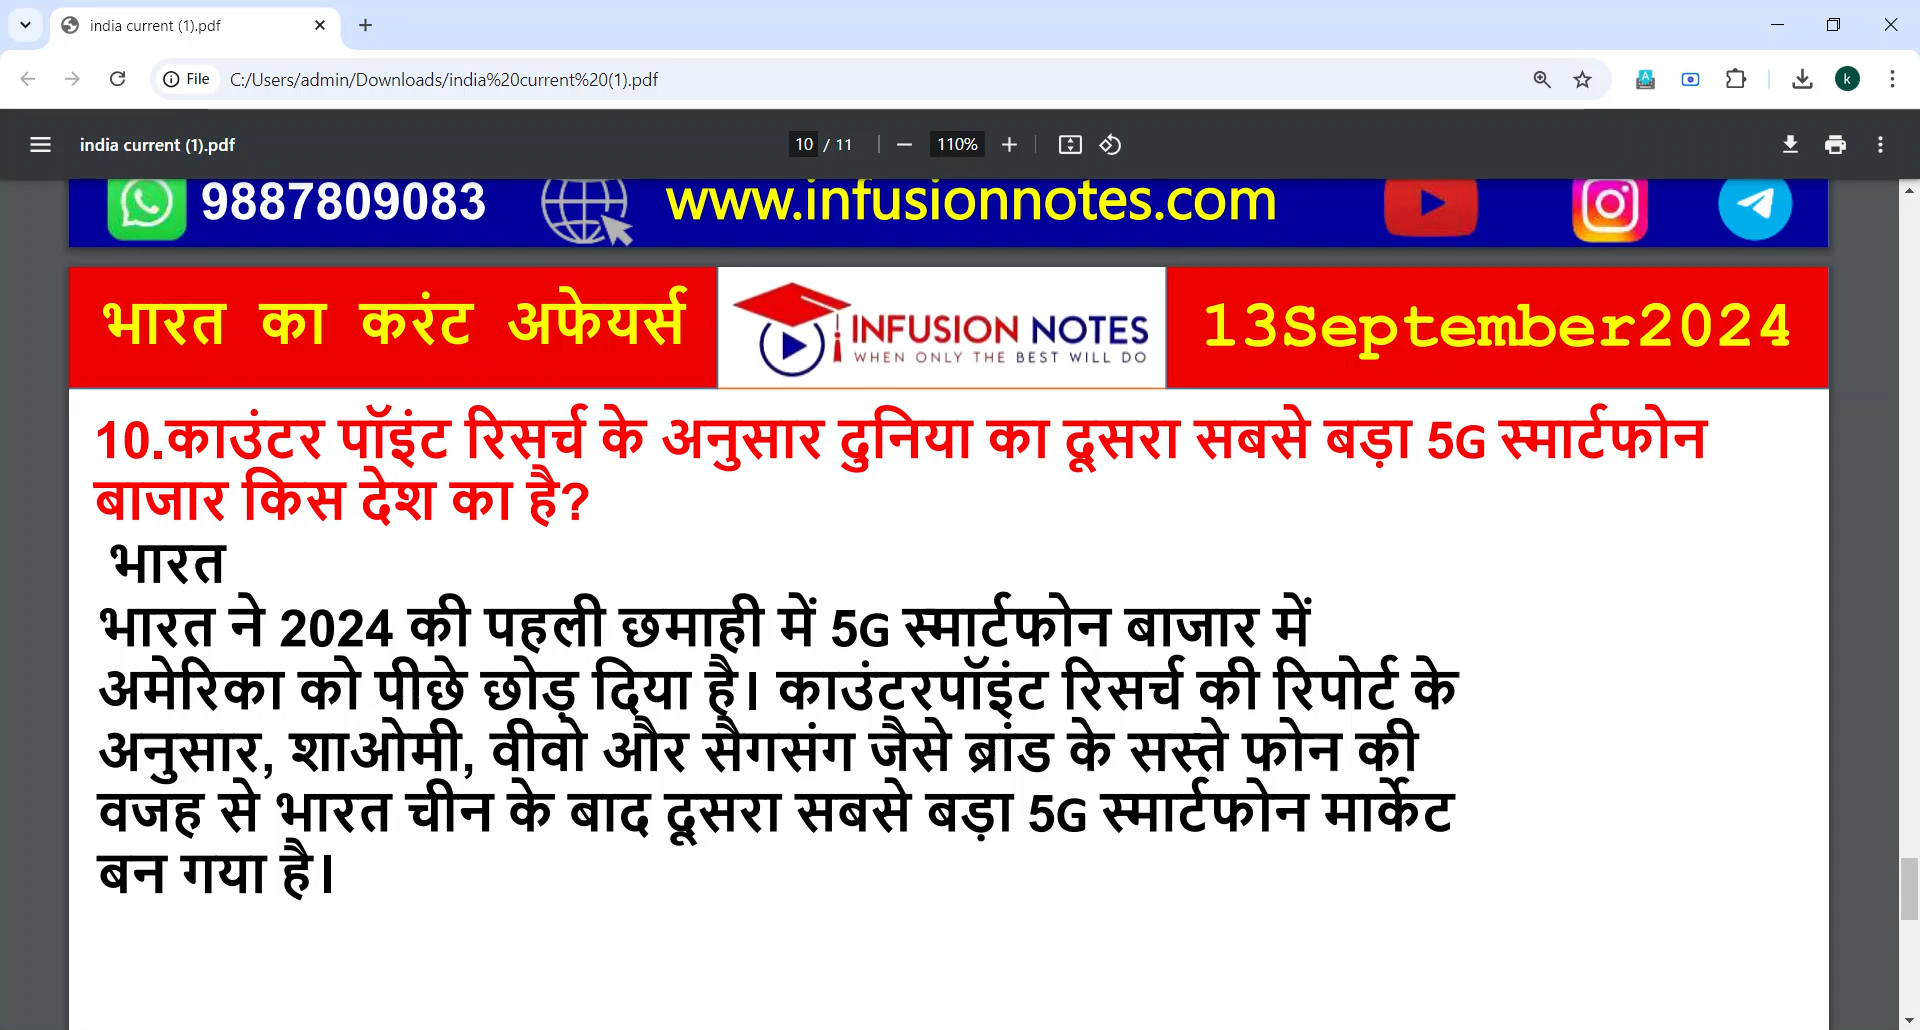 india current (1).pdf
File C:/Users/admin/Downloads/india%20current%20(1).pdf
k
india current (1).pdf 10 / 11 110%
9887809083 www.infusionnotes.com
भारत का करंट अफेयर्स INFUSION NOTES 13September2024
WHEN ONLY THE BEST WILL DO
10.काउंटर पॉइंट रिसर्च के अनुसार दुनिया का दूसरा सबसे बड़ा 5G स्मार्टफोन
बाजार किस देश का है?
भारत
भारत ने 2024 की पहली छमाही में 5G स्मार्टफोन बाजार में
अमेरिका को पीछे छोड़ दिया है। काउंटरपॉइंट रिसर्च की रिपोर्ट के
अनुसार, शाओमी, वीवो और सैगसंग जैसे ब्रांड के सस्ते फोन की
वजह से भारत चीन के बाद दूसरा सबसे बड़ा 5G स्मार्टफोन मार्केट
बन गया है।